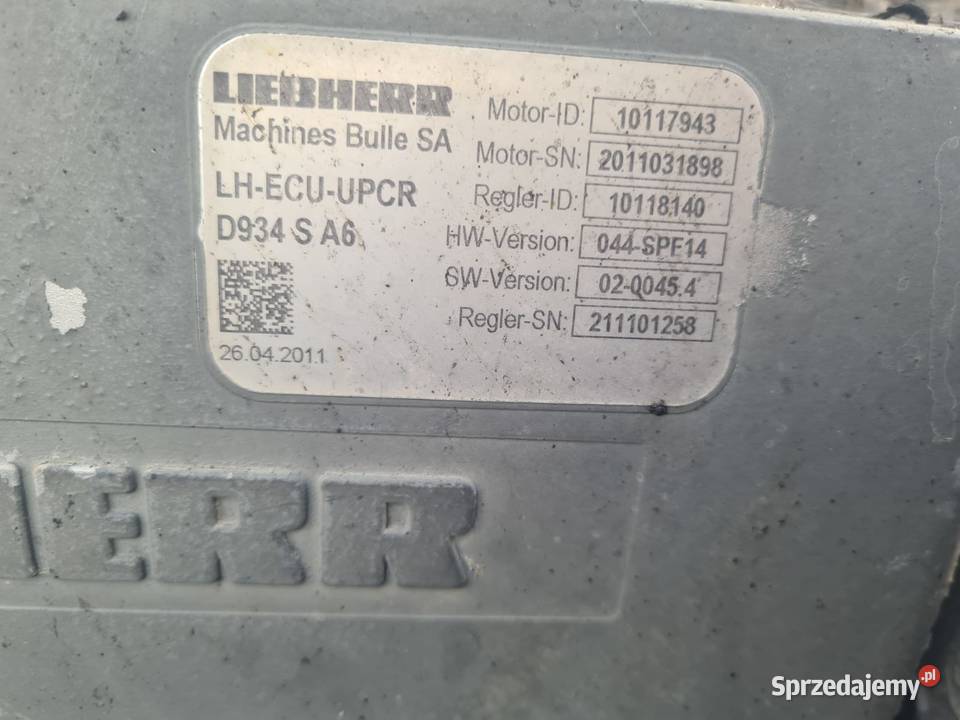 LIEBHERR
Machines Bulle SA
LH-ECU-UPCR
D934 S A6
26.04.2011
Motor-ID: 10117943
Motor-SN: 2011031898
Regler-ID: 10118140
HW-Version: 044-SPF14
SW-Version: 02-0045.4
Regler-SN: 211101258
HERR
Sprzedajemy.pl